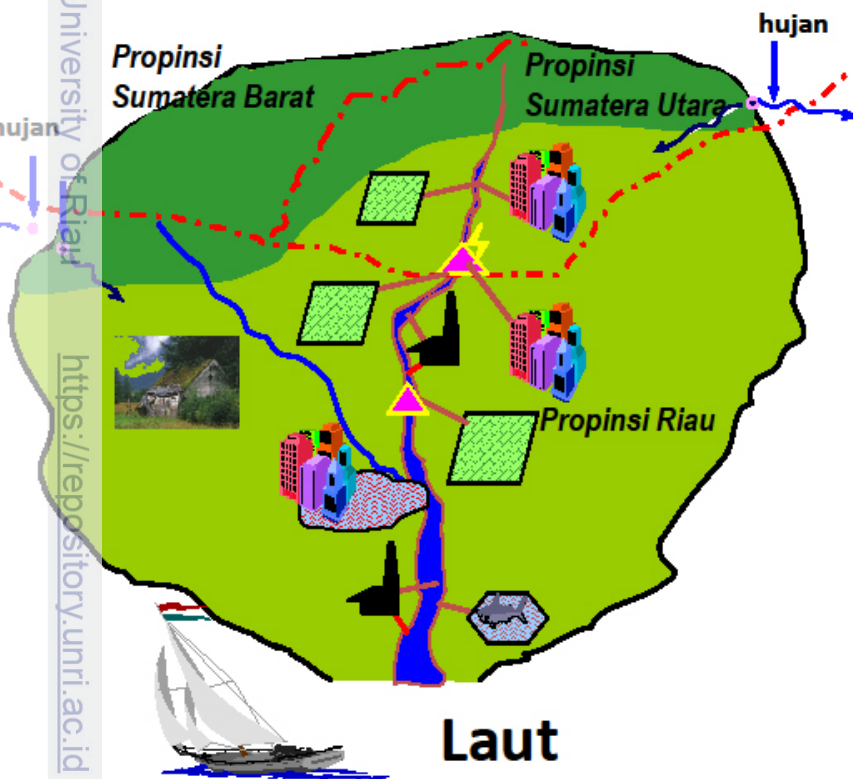 hujan
Propinsi
Sumatera Barat
Propinsi
Sumatera Utara
hujan
Propinsi Riau
Laut
University of Riau
https://repository.unri.ac.id